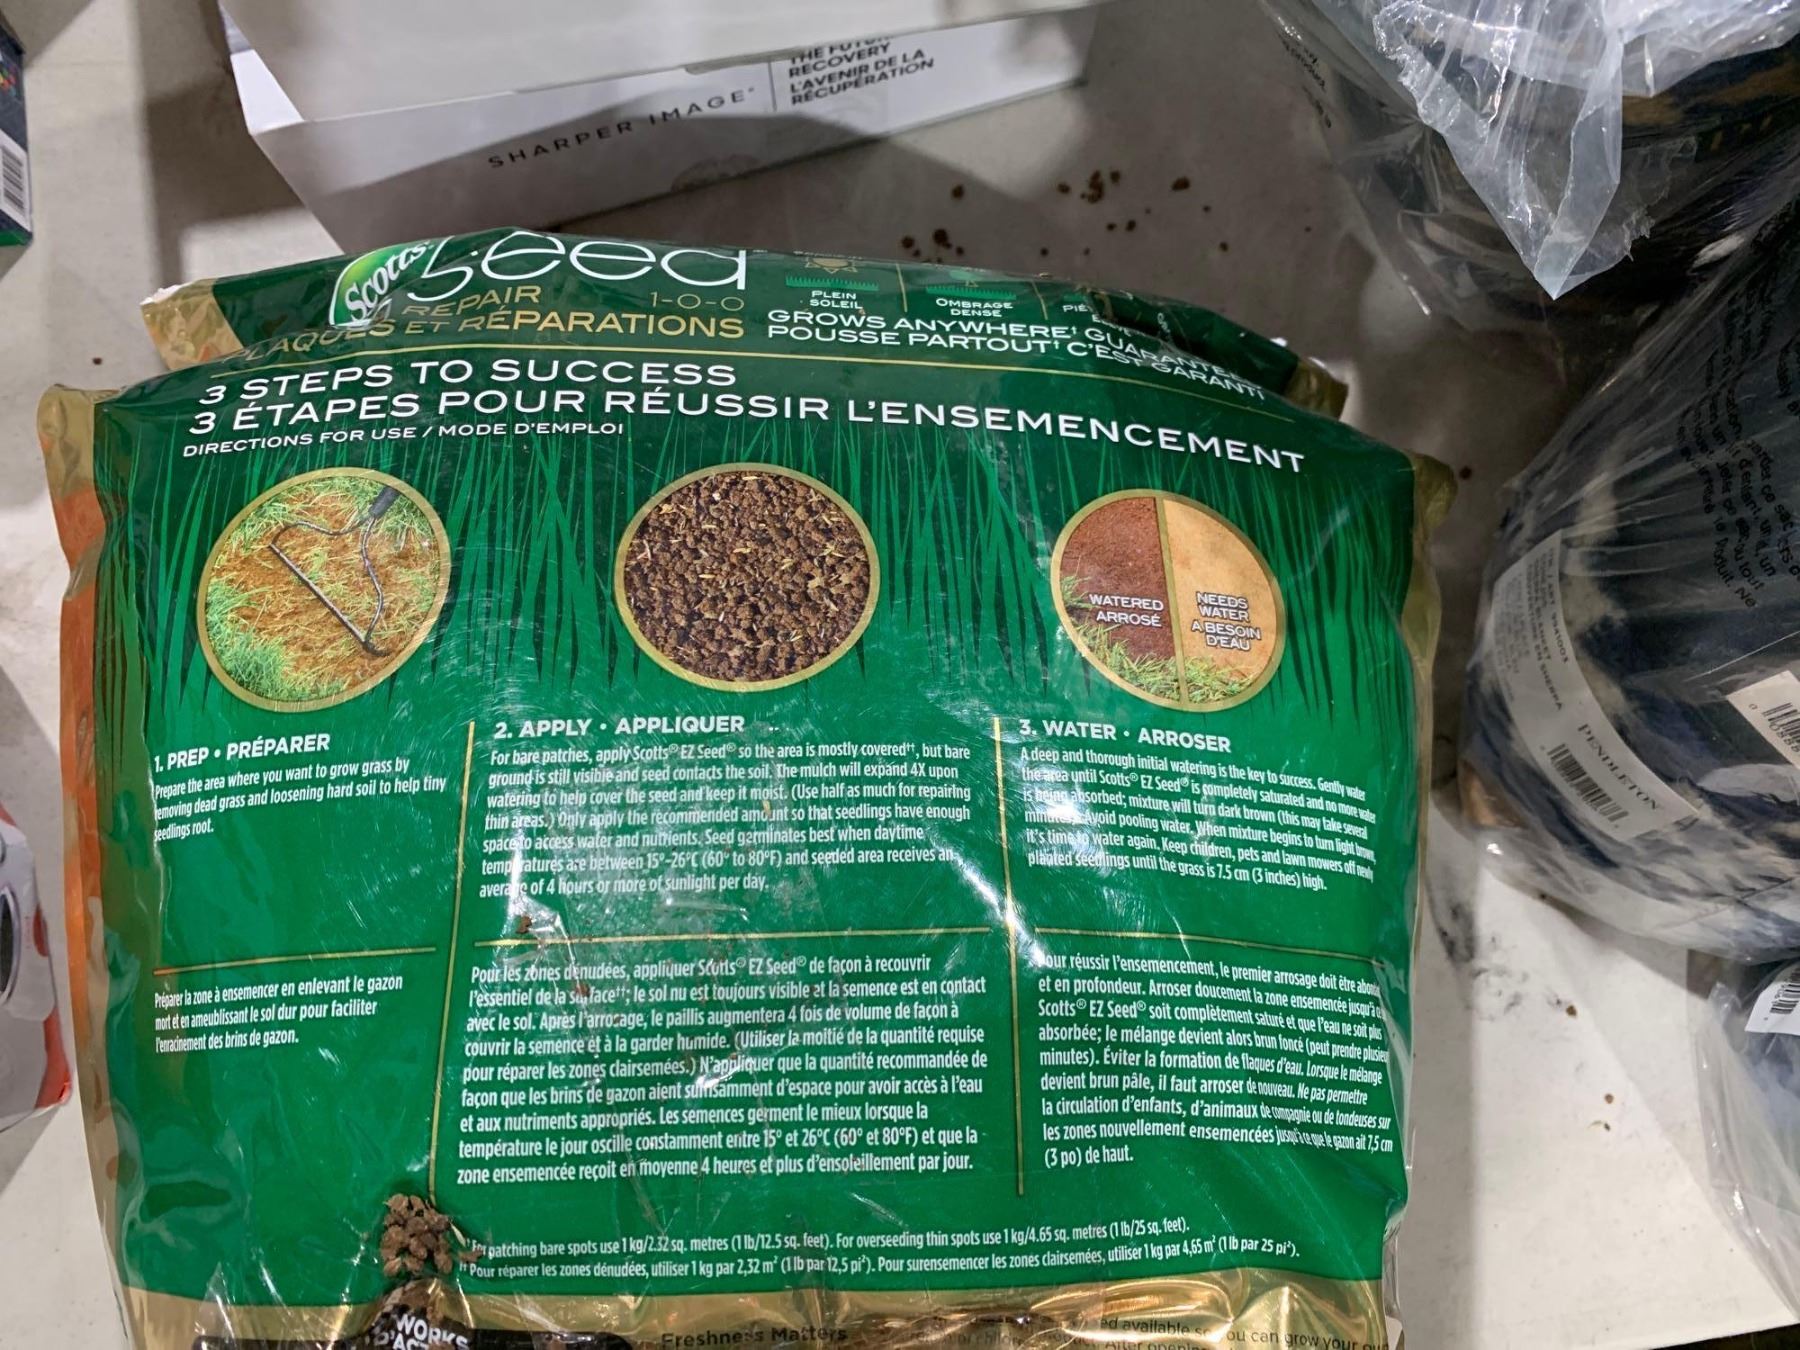 RECOVERY
L'AVENIR DE LA
RÉCUPÉRATION
SHARPER IMAGE®
Scotts
Seed
REPAIR
1-0-0
PLAQUES ET RÉPARATIONS
PLEIN
SOLEIL
OMBRAGE
DENSE
GROWS ANYWHERE† GUARANTEED
POUSSE PARTOUT† C'EST GARANTI
3 STEPS TO SUCCESS
3 ÉTAPES POUR RÉUSSIR L'ENSEMENCEMENT
DIRECTIONS FOR USE / MODE D'EMPLOI
WATERED
ARROSÉ
NEEDS
WATER
A BESOIN
D'EAU
1. PREP • PRÉPARER
Prepare the area where you want to grow grass by
removing dead grass and loosening hard soil to help tiny
seedlings root.
Préparer la zone à ensemencer en enlevant le gazon
mort et en ameublissant le sol dur pour faciliter
l'enracinement des brins de gazon.
2. APPLY • APPLIQUER
For bare patches, apply Scotts® EZ Seed® so the area is mostly covered††, but bare
ground is still visible and seed contacts the soil. The mulch will expand 4X upon
watering to help cover the seed and keep it moist. (Use half as much for repairing
thin areas.) Only apply the recommended amount so that seedlings have enough
space to access water and nutrients. Seed germinates best when daytime
temperatures are between 15°-26°C (60° to 80°F) and seeded area receives an
average of 4 hours or more of sunlight per day.
Pour les zones dénudées, appliquer Scotts® EZ Seed® de façon à recouvrir
l'essentiel de la surface††; le sol nu est toujours visible et la semence est en contact
avec le sol. Après l'arrosage, le paillis augmentera 4 fois de volume de façon à
couvrir la semence et à la garder humide. (Utiliser la moitié de la quantité requise
pour réparer les zones clairsemées.) N'appliquer que la quantité recommandée de
façon que les brins de gazon aient suffisamment d'espace pour avoir accès à l'eau
et aux nutriments appropriés. Les semences germent le mieux lorsque la
température le jour oscille constamment entre 15° et 26°C (60° et 80°F) et que la
zone ensemencée reçoit en moyenne 4 heures et plus d'ensoleillement par jour.
3. WATER • ARROSER
A deep and thorough initial watering is the key to success. Gently water
the area until Scotts® EZ Seed® is completely saturated and no more water
is being absorbed; mixture will turn dark brown (this may take several
minutes). Avoid pooling water. When mixture begins to turn light brown,
it's time to water again. Keep children, pets and lawn mowers off newly
planted seedlings until the grass is 7.5 cm (3 inches) high.
Pour réussir l'ensemencement, le premier arrosage doit être abondant
et en profondeur. Arroser doucement la zone ensemencée jusqu'à ce
Scotts® EZ Seed® soit complètement saturé et que l'eau ne soit plus
absorbée; le mélange devient alors brun foncé (peut prendre plusieurs
minutes). Éviter la formation de flaques d'eau. Lorsque le mélange
devient brun pâle, il faut arroser de nouveau. Ne pas permettre
la circulation d'enfants, d'animaux de compagnie ou de tondeuses sur
les zones nouvellement ensemencées jusqu'à ce que le gazon ait 7,5 cm
(3 po) de haut.
†† For patching bare spots use 1 kg/2.32 sq. metres (1 lb/12.5 sq. feet). For overseeding thin spots use 1 kg/4.65 sq. metres (1 lb/25 sq. feet).
†† Pour réparer les zones dénudées, utiliser 1 kg par 2,32 m² (1 lb par 12,5 pi²). Pour surensemencer les zones clairsemées, utiliser 1 kg par 4,65 m² (1 lb par 25 pi²).
WORKS
Freshness Matters
available so you can grow your
PENDLETON